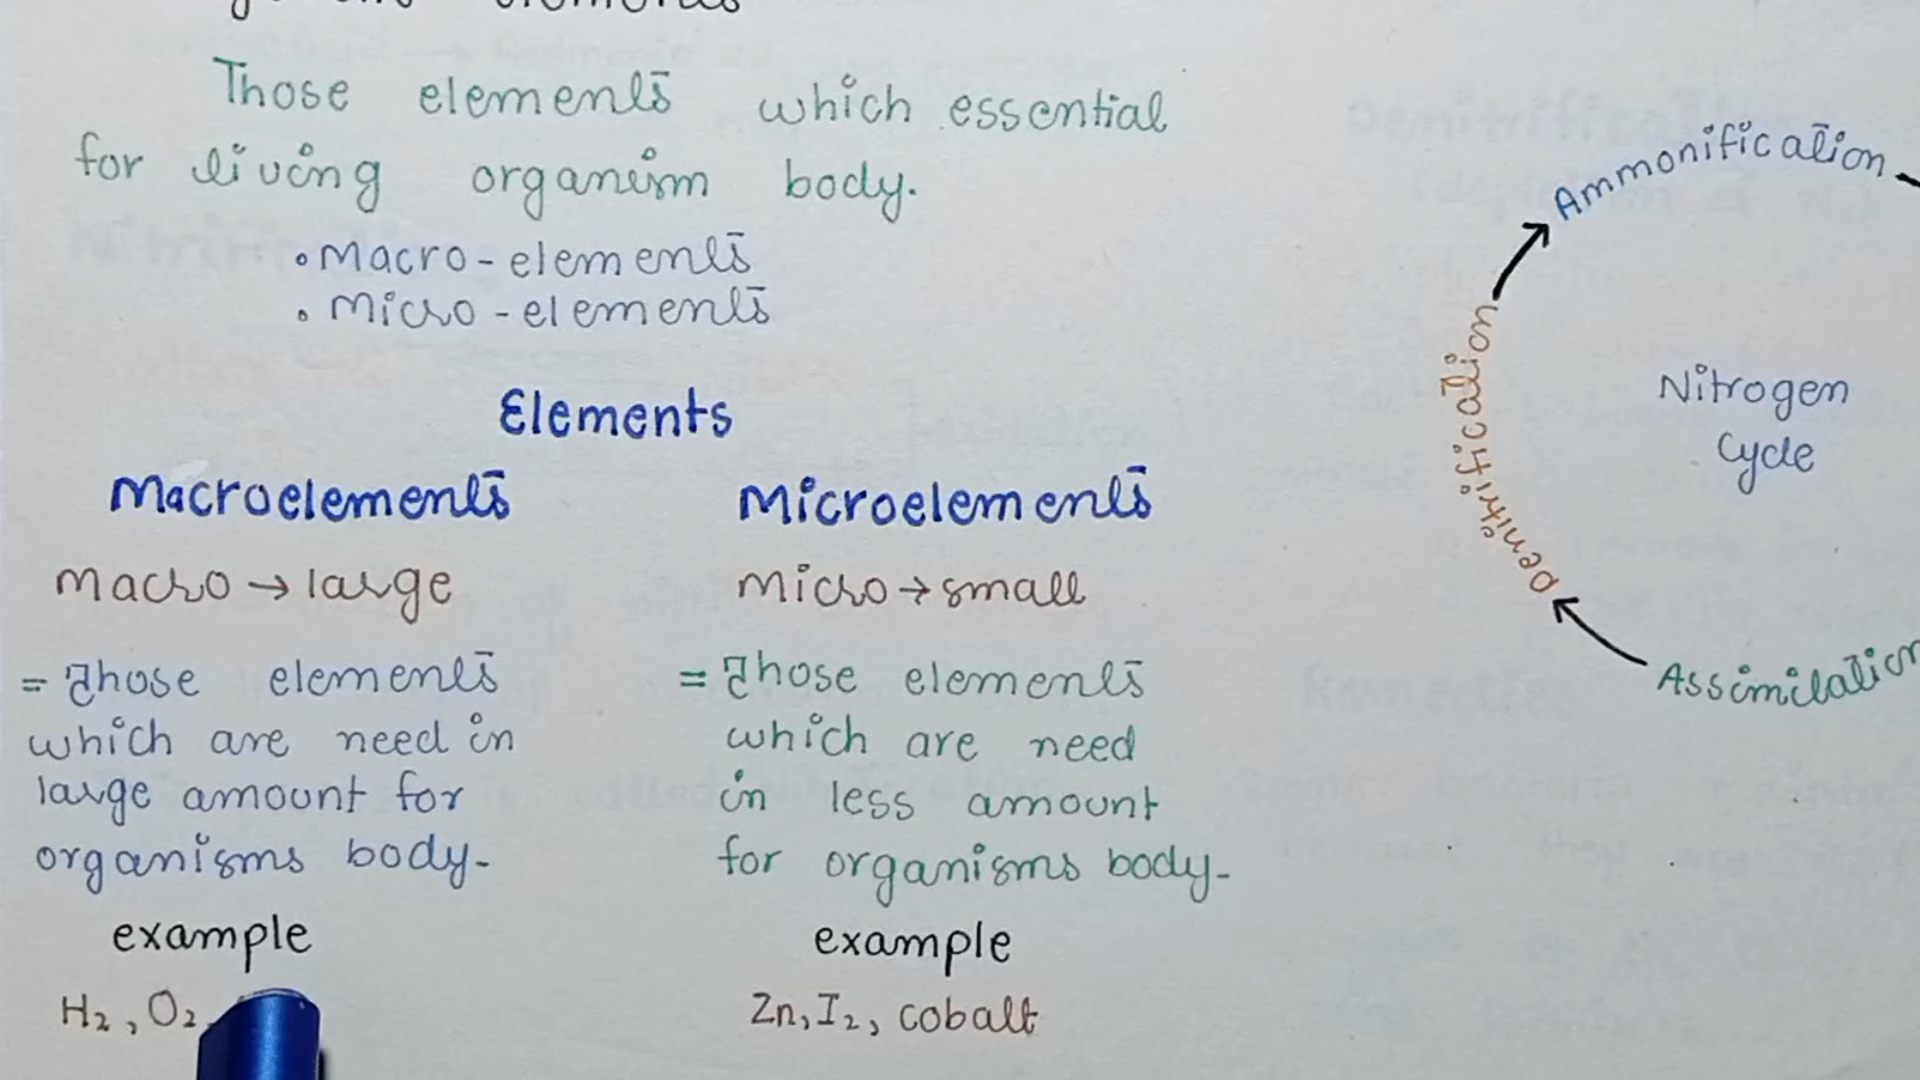 elements
Those elements which essential
for living organism body.
• Macro-elements
• Micro-elements
Elements
Macroelements
macro → large
= Those elements
which are need in
large amount for
organisms body-
example
H₂, O₂
Microelements
micro → small
= Those elements
which are need
in less amount
for organisms body-
example
Zn, I₂, cobalt
Ammonification
Denitrification
Nitrogen
Cycle
Assimilation